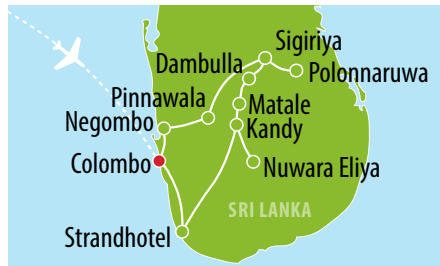 Sigiriya
Dambulla
Polonnaruwa
Pinnawala
Matale
Negombo
Kandy
Colombo
Nuwara Eliya
SRI LANKA
Strandhotel